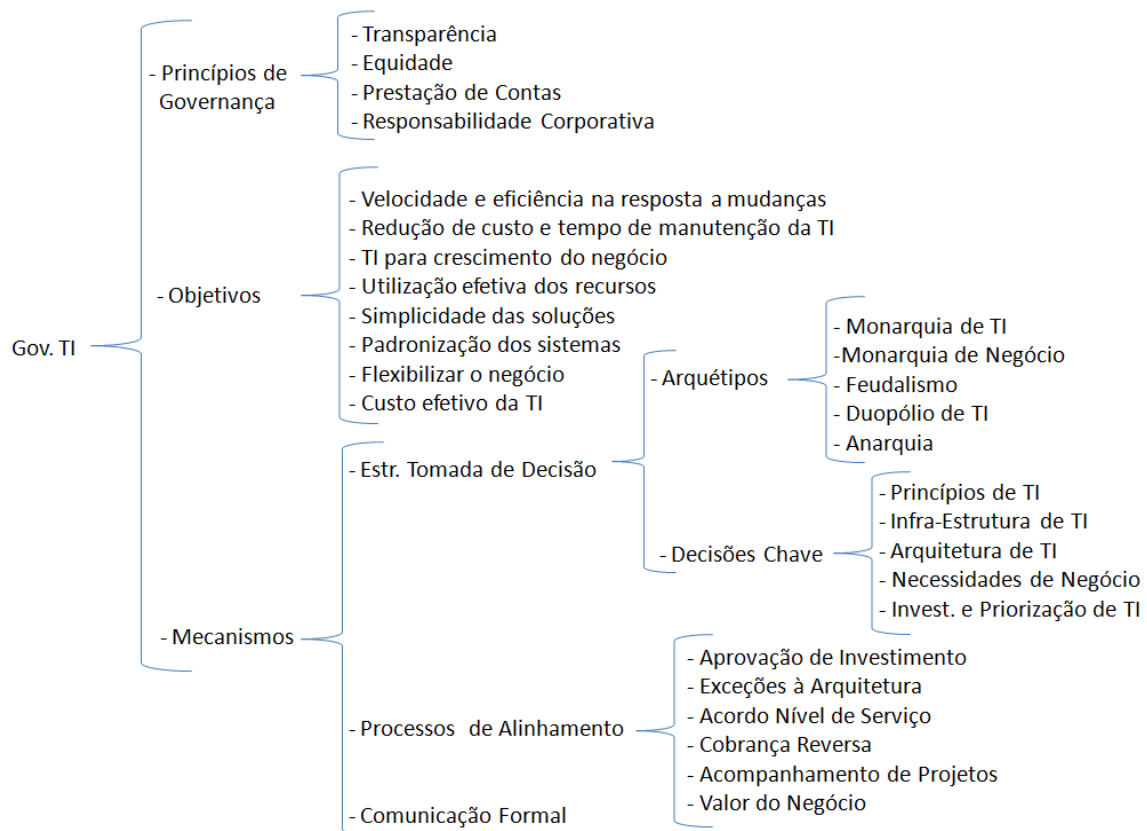 Gov. TI
- Princípios de
Governança
- Transparência
- Equidade
- Prestação de Contas
- Responsabilidade Corporativa
- Objetivos
- Velocidade e eficiência na resposta a mudanças
- Redução de custo e tempo de manutenção da TI
- TI para crescimento do negócio
- Utilização efetiva dos recursos
- Simplicidade das soluções
- Padronização dos sistemas
- Flexibilizar o negócio
- Custo efetivo da TI
- Mecanismos
- Estr. Tomada de Decisão
- Arquétipos
- Monarquia de TI
-Monarquia de Negócio
- Feudalismo
- Duopólio de TI
- Anarquia
- Decisões Chave
- Princípios de TI
- Infra-Estrutura de TI
- Arquitetura de TI
- Necessidades de Negócio
- Invest. e Priorização de TI
- Processos de Alinhamento
- Aprovação de Investimento
- Exceções à Arquitetura
- Acordo Nível de Serviço
- Cobrança Reversa
- Acompanhamento de Projetos
- Valor do Negócio
- Comunicação Formal